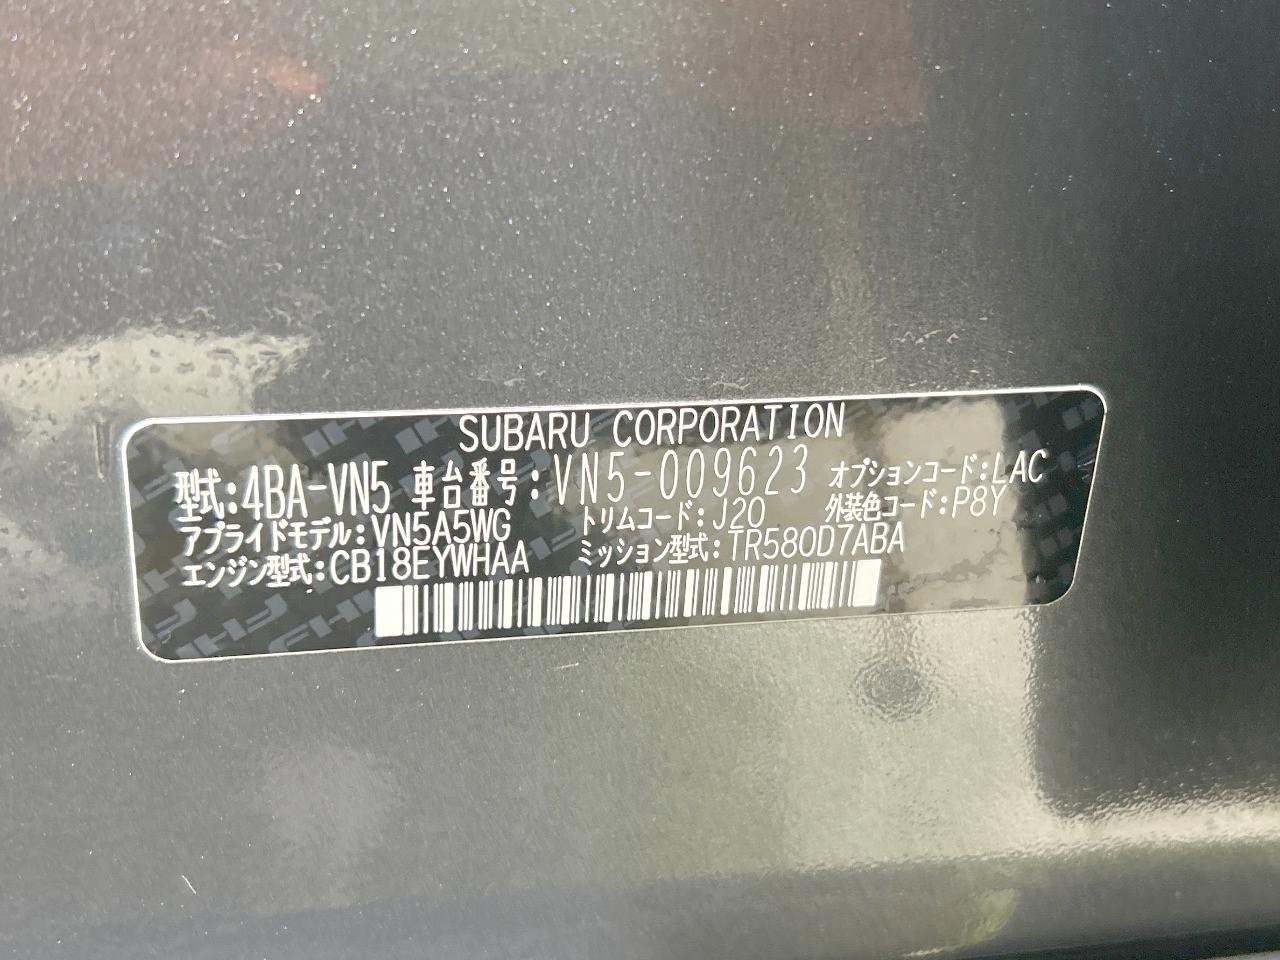 SUBARU CORPORATION
型式:4BA-VN5 車台番号:VN5-009623 オプションコード:LAC
アプライドモデル:VN5A5WG トリムコード:J20 外装色コード:P8Y
エンジン型式:CB18EYWHAA ミッション型式:TR580D7ABA